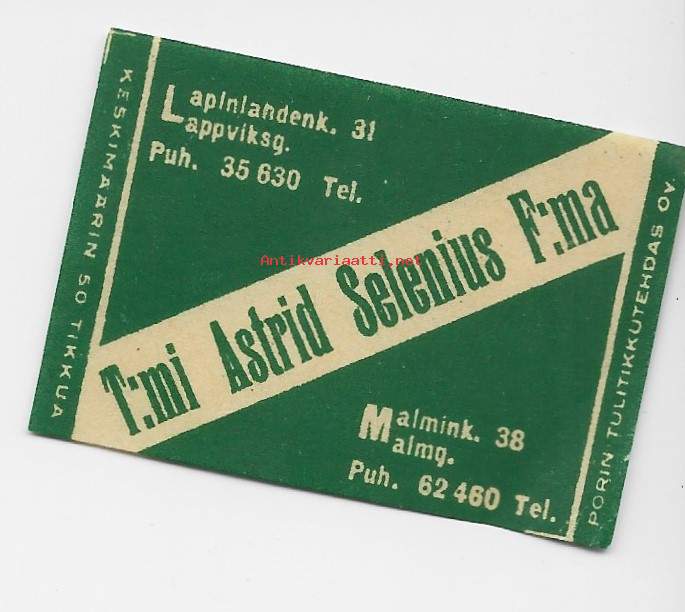 KESKIMÄÄRIN 50 TIKKUA
Lapinlahdenk. 31
Lappviksg.
Puh. 35 630 Tel.
Antikvariaatti.net
T:mi Astrid Selenius F:ma
Malmink. 38
Malmg.
Puh. 62 460 Tel.
PORIN TULITIKKUTEHDAS OY.